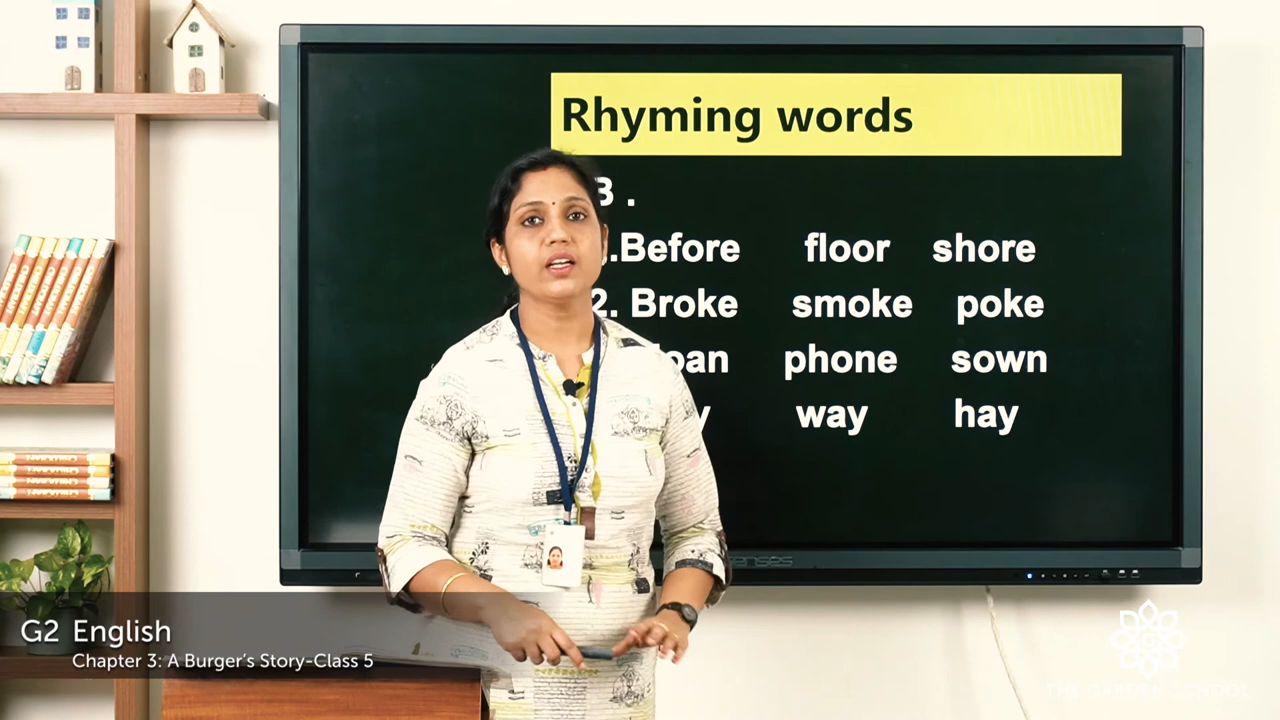 Rhyming words
3 .
.Before floor shore
2. Broke smoke poke
oan phone sown
y way hay
G2 English
Chapter 3: A Burger's Story-Class 5